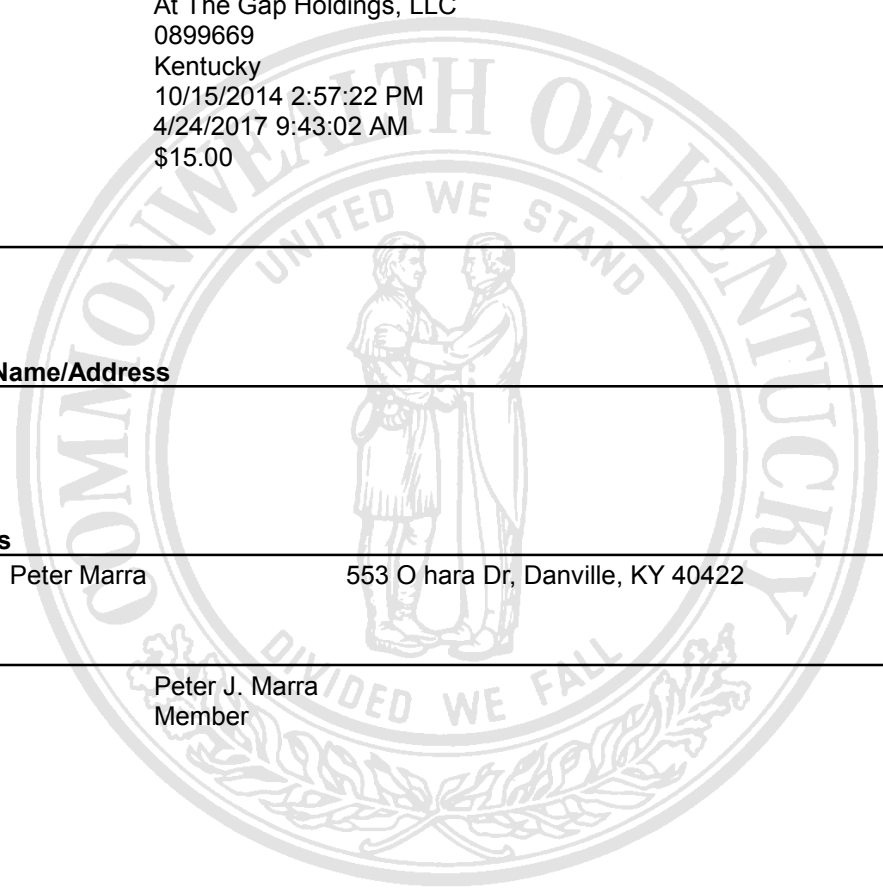 At The Gap Holdings, LLC
0899669
Kentucky
10/15/2014 2:57:22 PM
4/24/2017 9:43:02 AM
$15.00
COMMONWEALTH OF KENTUCKY
UNITED WE STAND
Name/Address
s
Peter Marra 553 O hara Dr, Danville, KY 40422
DIVIDED WE FALL
Peter J. Marra
Member